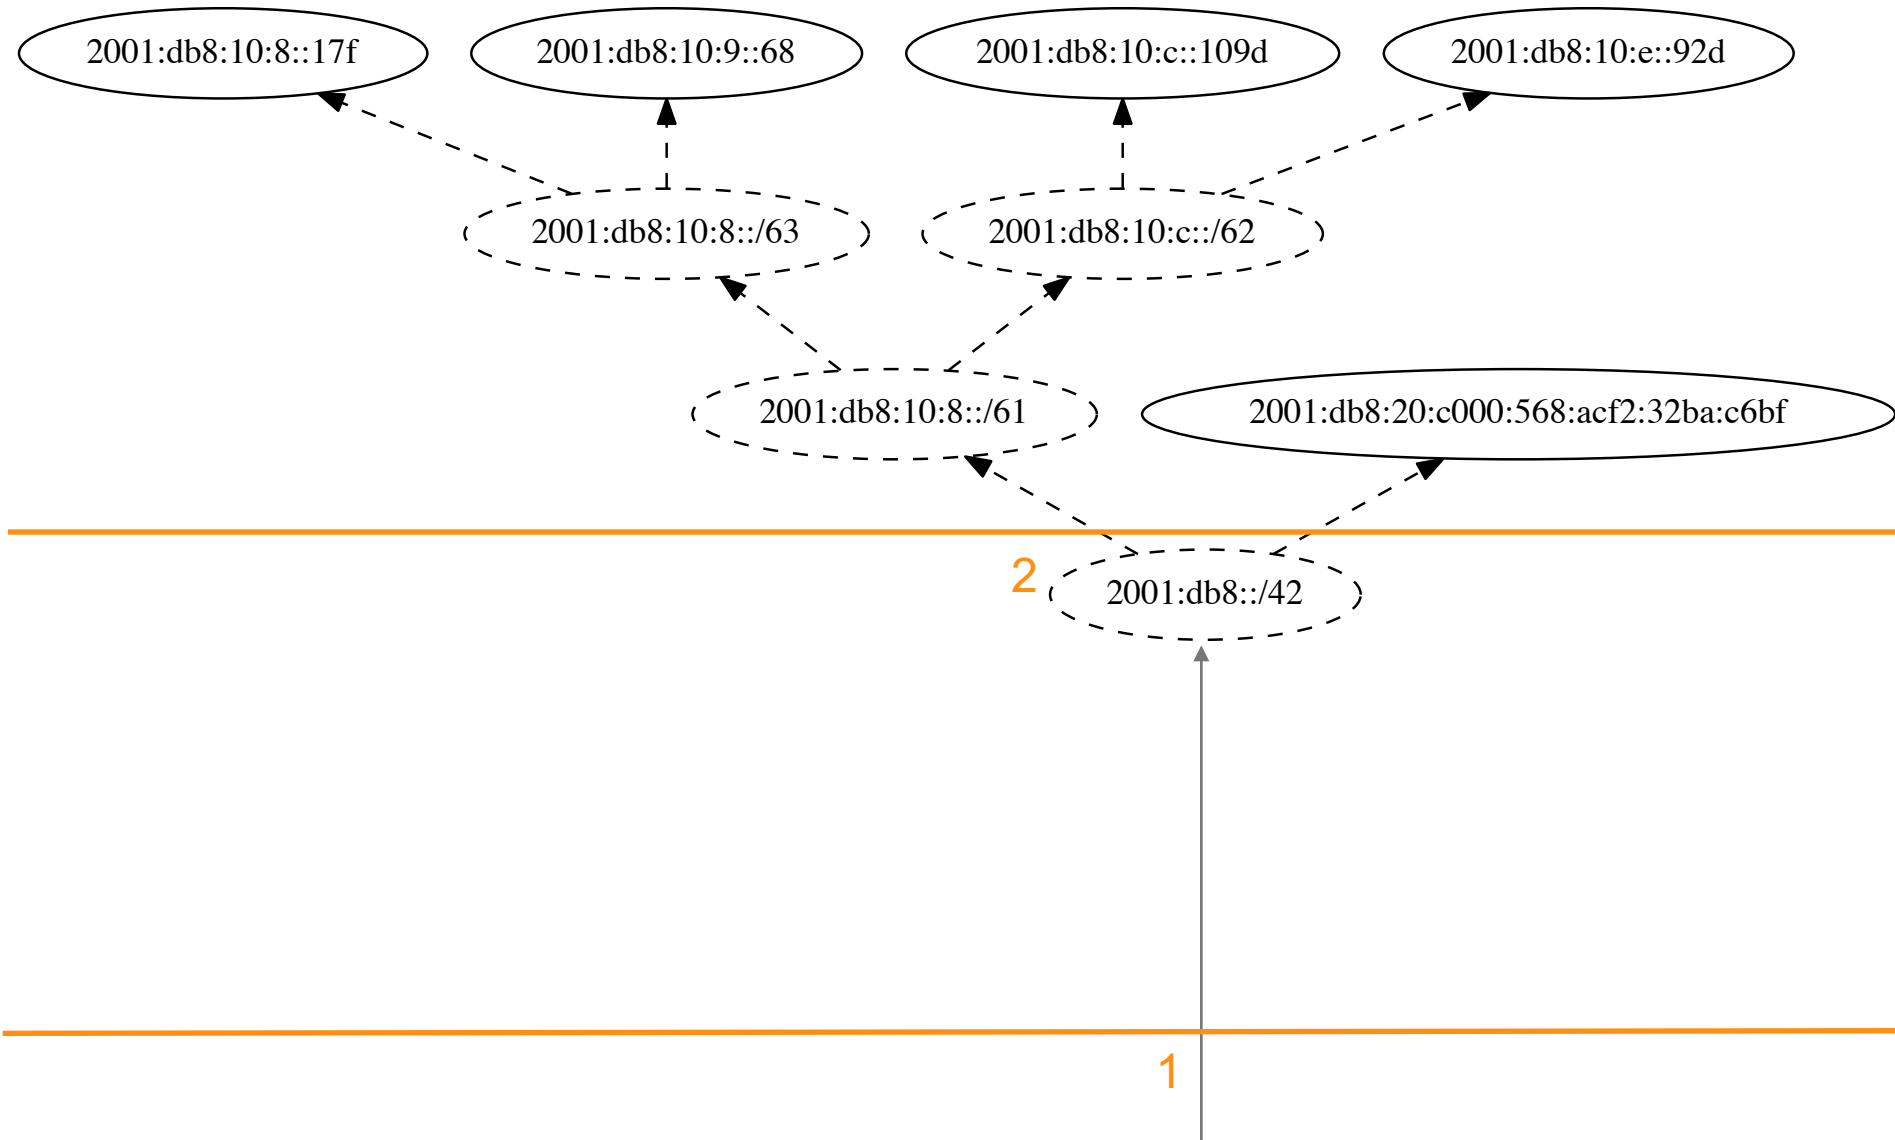 2001:db8:10:8::17f
2001:db8:10:9::68
2001:db8:10:c::109d
2001:db8:10:e::92d
2001:db8:10:8::/63
2001:db8:10:c::/62
2001:db8:10:8::/61
2001:db8:20:c000:568:acf2:32ba:c6bf
2
2001:db8::/42
1